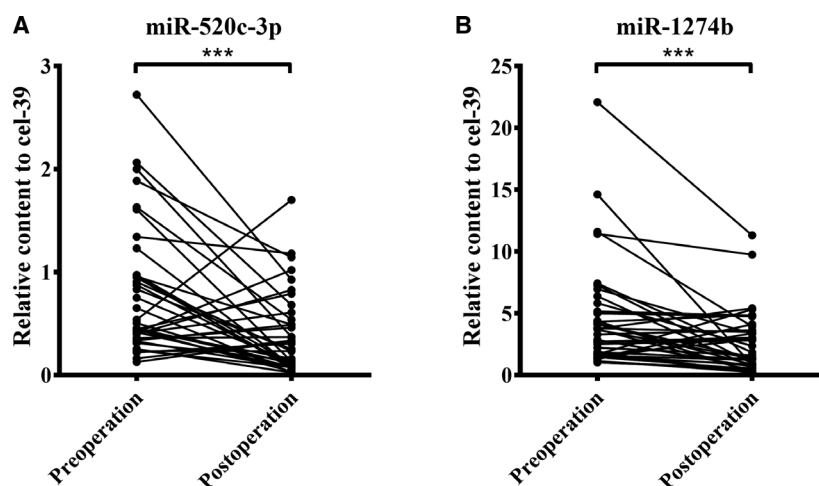 A
miR-520c-3p
***
Relative content to cel-39
3
2
1
0
Preoperation
Postoperation
B
miR-1274b
***
Relative content to cel-39
25
20
15
10
5
0
Preoperation
Postoperation